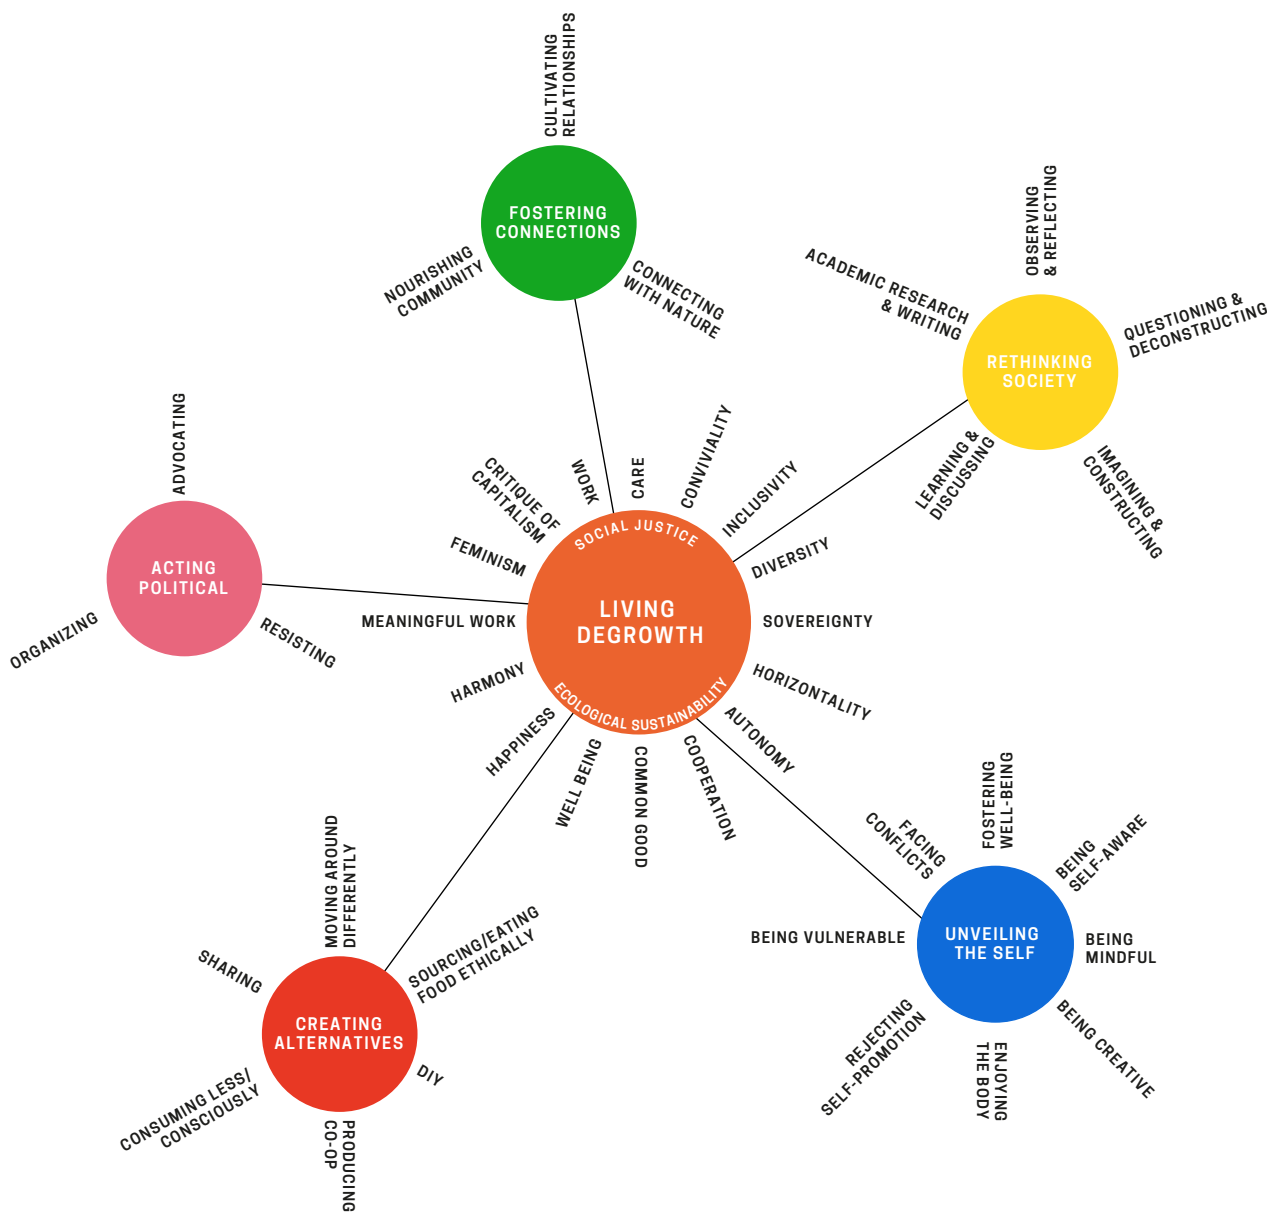 CULTIVATING
RELATIONSHIPS
FOSTERING
CONNECTIONS
NOURISHING
COMMUNITY
CONNECTING
WITH NATURE
OBSERVING
& REFLECTING
ACADEMIC RESEARCH
& WRITING
QUESTIONING &
DECONSTRUCTING
RETHINKING
SOCIETY
LEARNING &
DISCUSSING
IMAGINING &
CONSTRUCTING
ADVOCATING
ACTING
POLITICAL
ORGANIZING
RESISTING
CRITIQUE OF
CAPITALISM
WORK
CARE
CONVIVIALITY
INCLUSIVITY
FEMINISM
DIVERSITY
SOCIAL JUSTICE
LIVING
DEGROWTH
ECOLOGICAL SUSTAINABILITY
MEANINGFUL WORK
SOVEREIGNTY
HARMONY
HORIZONTALITY
HAPPINESS
AUTONOMY
WELL BEING
COMMON GOOD
COOPERATION
MOVING AROUND
DIFFERENTLY
SHARING
SOURCING/EATING
FOOD ETHICALLY
CREATING
ALTERNATIVES
DIY
CONSUMING LESS/
CONSCIOUSLY
PRODUCING
CO-OP
FOSTERING
WELL-BEING
FACING
CONFLICTS
BEING
SELF-AWARE
BEING VULNERABLE
UNVEILING
THE SELF
BEING
MINDFUL
REJECTING
SELF-PROMOTION
ENJOYING
THE BODY
BEING CREATIVE